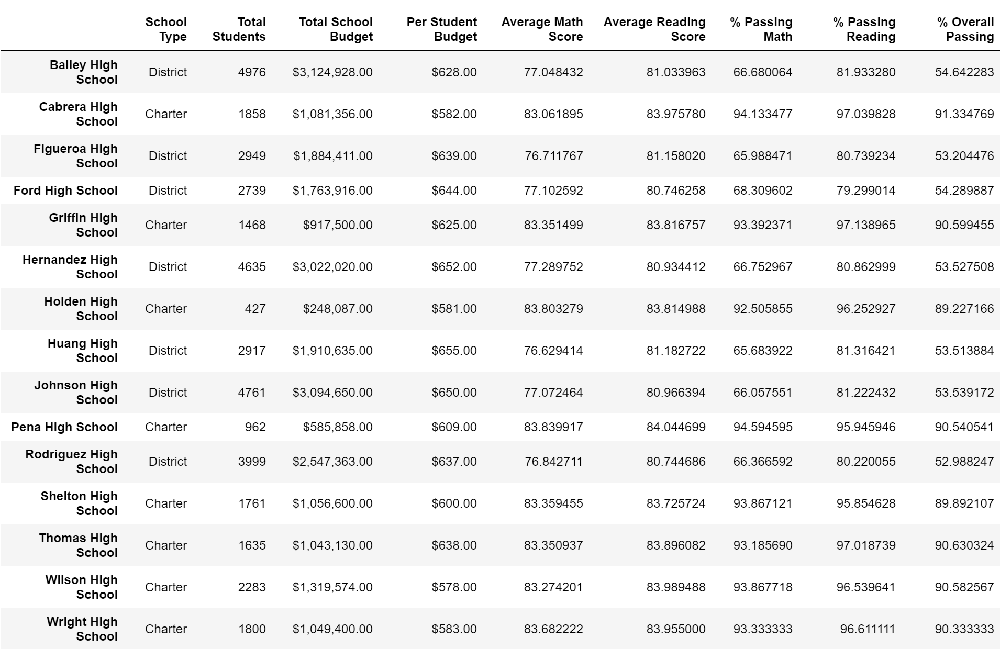 School Type Total Students Total School Budget Per Student Budget Average Math Score Average Reading Score % Passing Math % Passing Reading % Overall Passing
Bailey High School District 4976 $3,124,928.00 $628.00 77.048432 81.033963 66.680064 81.933280 54.642283
Cabrera High School Charter 1858 $1,081,356.00 $582.00 83.061895 83.975780 94.133477 97.039828 91.334769
Figueroa High School District 2949 $1,884,411.00 $639.00 76.711767 81.158020 65.988471 80.739234 53.204476
Ford High School District 2739 $1,763,916.00 $644.00 77.102592 80.746258 68.309602 79.299014 54.289887
Griffin High School Charter 1468 $917,500.00 $625.00 83.351499 83.816757 93.392371 97.138965 90.599455
Hernandez High School District 4635 $3,022,020.00 $652.00 77.289752 80.934412 66.752967 80.862999 53.527508
Holden High School Charter 427 $248,087.00 $581.00 83.803279 83.814988 92.505855 96.252927 89.227166
Huang High School District 2917 $1,910,635.00 $655.00 76.629414 81.182722 65.683922 81.316421 53.513884
Johnson High School District 4761 $3,094,650.00 $650.00 77.072464 80.966394 66.057551 81.222432 53.539172
Pena High School Charter 962 $585,858.00 $609.00 83.839917 84.044699 94.594595 95.945946 90.540541
Rodriguez High School District 3999 $2,547,363.00 $637.00 76.842711 80.744686 66.366592 80.220055 52.988247
Shelton High School Charter 1761 $1,056,600.00 $600.00 83.359455 83.725724 93.867121 95.854628 89.892107
Thomas High School Charter 1635 $1,043,130.00 $638.00 83.350937 83.896082 93.185690 97.018739 90.630324
Wilson High School Charter 2283 $1,319,574.00 $578.00 83.274201 83.989488 93.867718 96.539641 90.582567
Wright High School Charter 1800 $1,049,400.00 $583.00 83.682222 83.955000 93.333333 96.611111 90.333333